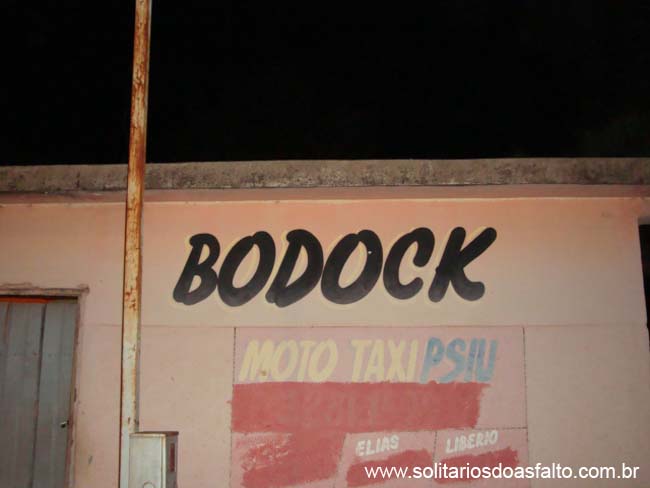 BODOCK
MOTO TAXI PSIU
ELIAS LIBERIO
www.solitariosdoasfalto.com.br